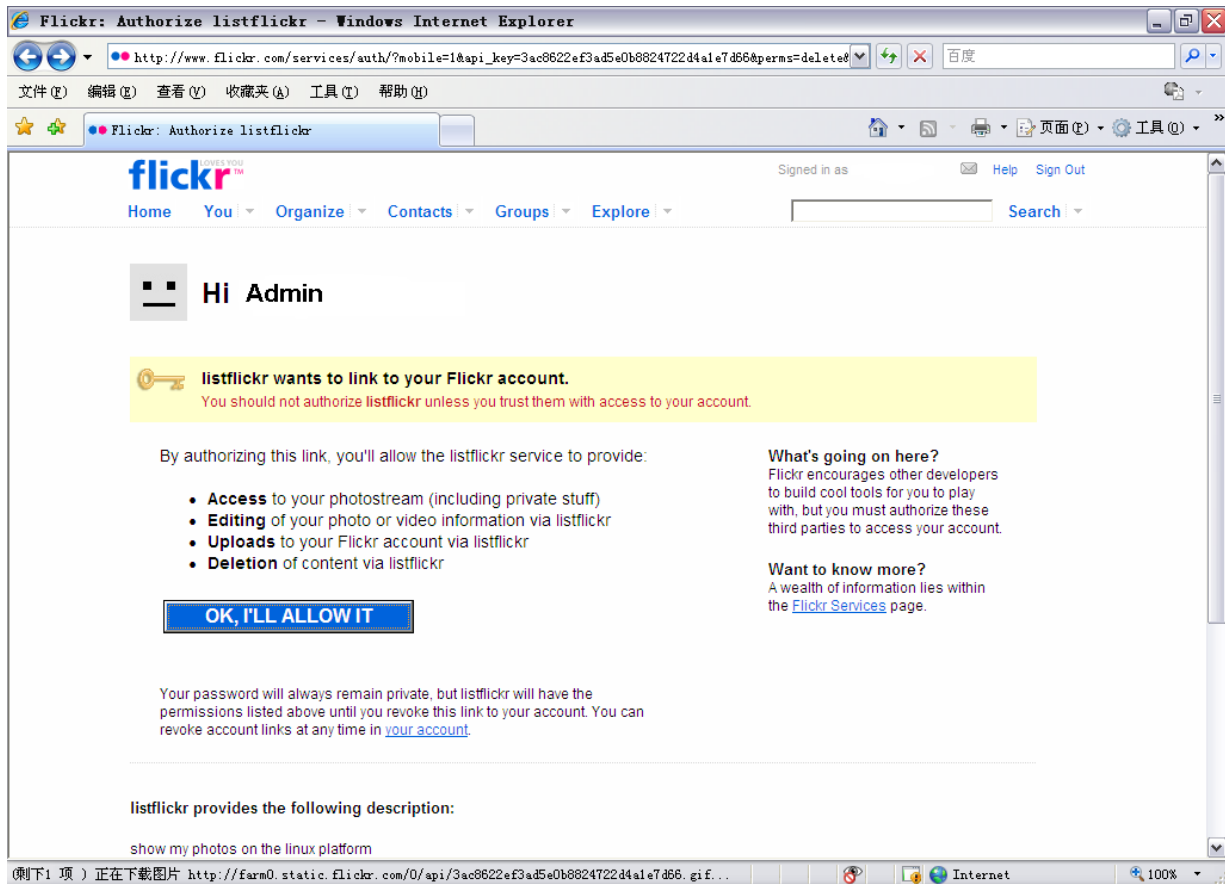 Flickr: Authorize listflickr - Windows Internet Explorer
http://www.flickr.com/services/auth/?mobile=1&api_key=3ac8622ef3ad5e0b8824722d4a1e7d66&perms=delete&
百度
文件(F) 编辑(E) 查看(V) 收藏夹(A) 工具(T) 帮助(H)
Flickr: Authorize listflickr
页面(P) 工具(O)
LOVES YOU
flickr™
Signed in as Help Sign Out
Home You Organize Contacts Groups Explore Search
Hi Admin
listflickr wants to link to your Flickr account.
You should not authorize listflickr unless you trust them with access to your account.
By authorizing this link, you'll allow the listflickr service to provide:
• Access to your photostream (including private stuff)
• Editing of your photo or video information via listflickr
• Uploads to your Flickr account via listflickr
• Deletion of content via listflickr
OK, I'LL ALLOW IT
What's going on here?
Flickr encourages other developers
to build cool tools for you to play
with, but you must authorize these
third parties to access your account.
Want to know more?
A wealth of information lies within
the Flickr Services page.
Your password will always remain private, but listflickr will have the
permissions listed above until you revoke this link to your account. You can
revoke account links at any time in your account.
listflickr provides the following description:
show my photos on the linux platform
(剩下1 项 ) 正在下载图片 http://farm0.static.flickr.com/0/api/3ac8622ef3ad5e0b8824722d4a1e7d66.gif... Internet 100%